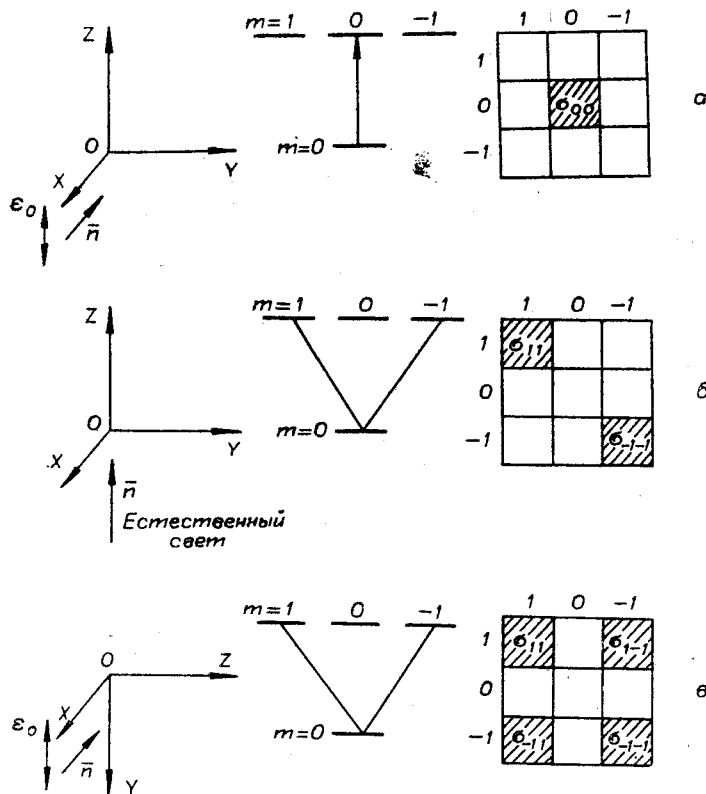 Z
m=1 0 -1
1 0 -1
1
0 σ₀₀
-1
а
O
Y
X
m=0
ε₀
n̄
Z
m=1 0 -1
1 0 -1
1 σ₁₁
0
-1 σ₋₁₋₁
б
O
Y
X
m=0
n̄
Естественный
свет
m=1 0 -1
1 0 -1
1 σ₁₁ σ₁₋₁
0
-1 σ₋₁₁ σ₋₁₋₁
в
O
Z
X
m=0
ε₀
n̄
Y